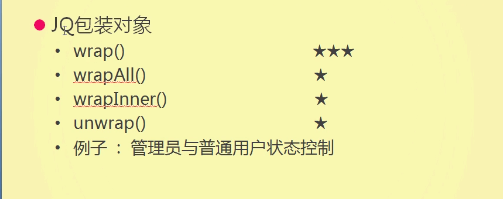 JQ包装对象
wrap() ★★★
wrapAll() ★
wrapInner() ★
unwrap() ★
例子 ：管理员与普通用户状态控制